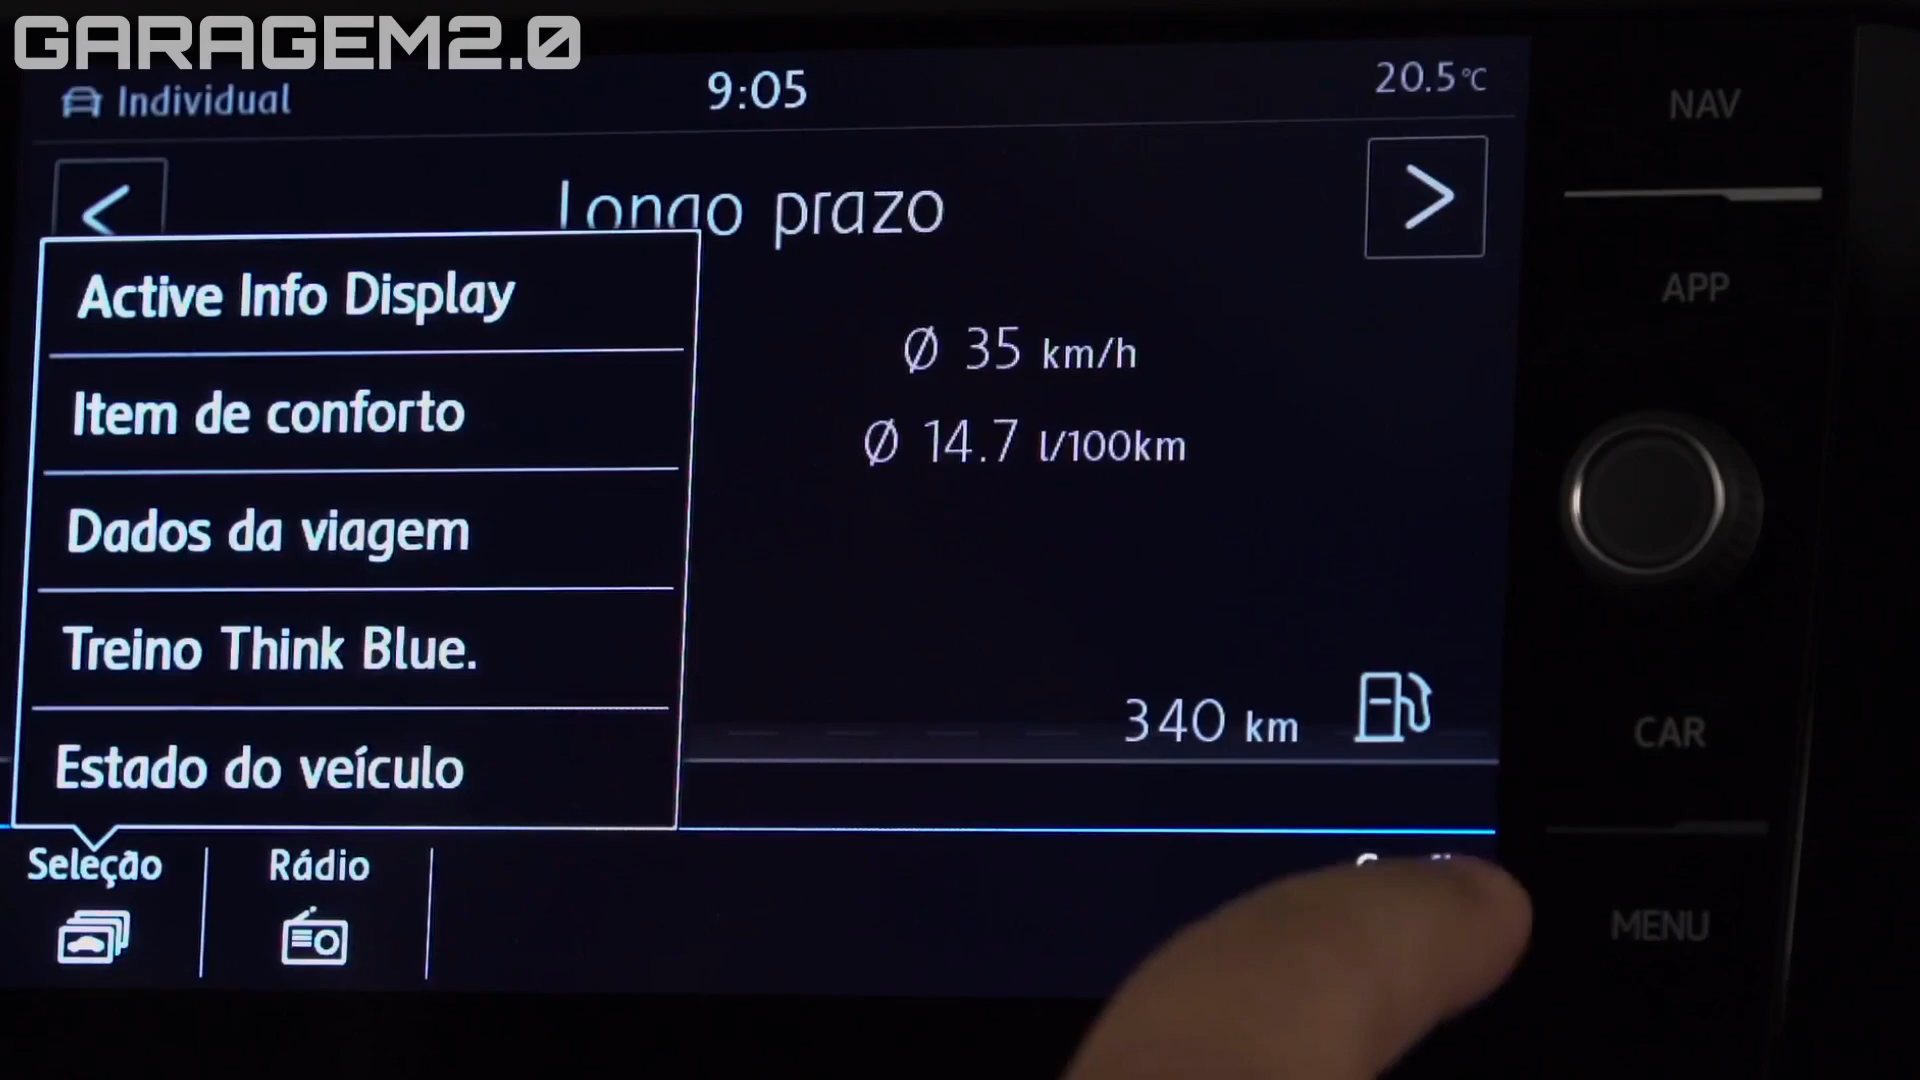 GARAGEM2.0
Individual
9:05
20.5°C
NAV
Longo prazo
APP
Active Info Display
Ø 35 km/h
Item de conforto
Ø 14.7 l/100km
Dados da viagem
Treino Think Blue.
340 km
CAR
Estado do veículo
Seleção
Rádio
MENU